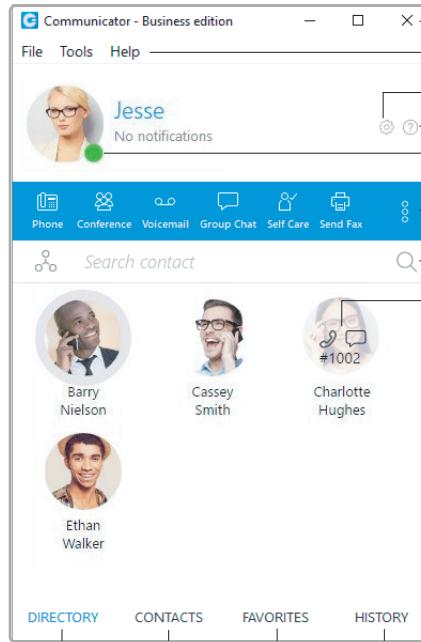 Communicator - Business edition
File Tools Help
Jesse
No notifications
Phone Conference Voicemail Group Chat Self Care Send Fax
Search contact
#1002
Barry
Nielson
Cassey
Smith
Charlotte
Hughes
Ethan
Walker
DIRECTORY CONTACTS FAVORITES HISTORY